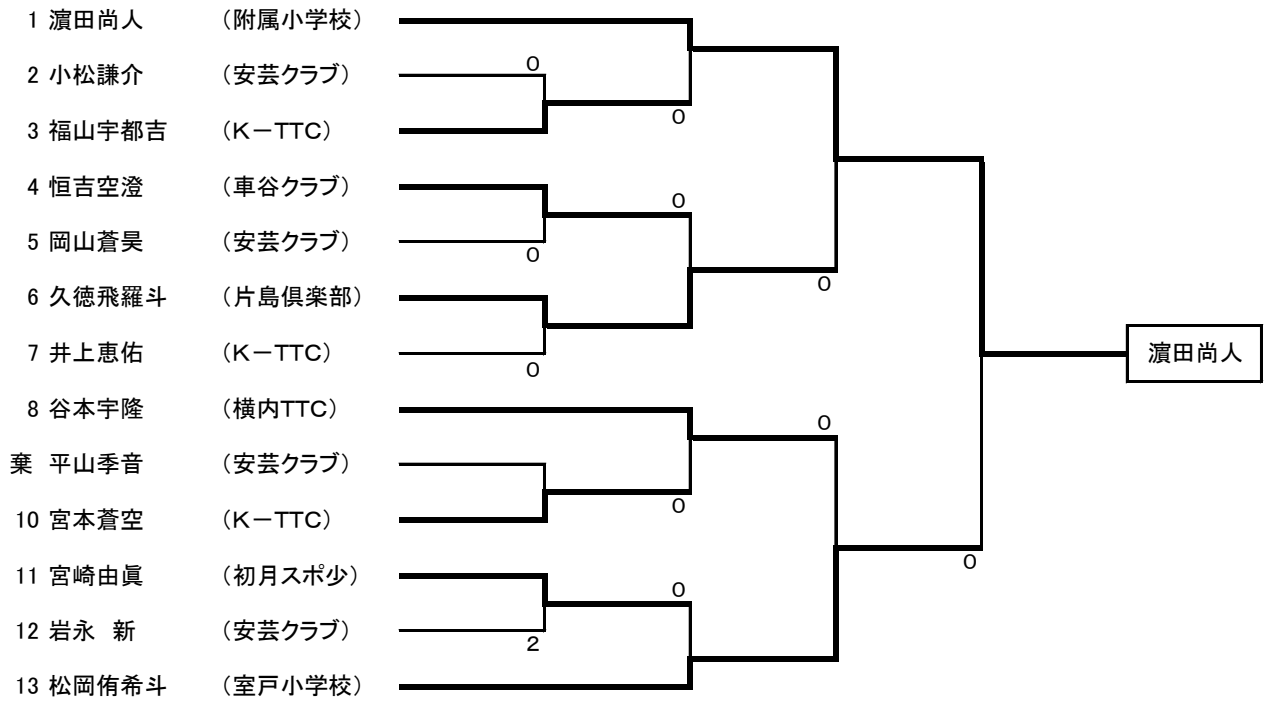 1 濵田尚人 （附属小学校）
0
2 小松謙介 （安芸クラブ）
0
3 福山宇都吉 （K－TTC）
4 恒吉空澄 （車谷クラブ）
0
5 岡山蒼昊 （安芸クラブ）
0
0
6 久徳飛羅斗 （片島倶楽部）
7 井上恵佑 （K－TTC）
0
濵田尚人
8 谷本宇隆 （横内TTC）
0
棄 平山季音 （安芸クラブ）
0
10 宮本蒼空 （K－TTC）
0
11 宮崎由眞 （初月スポ少）
0
12 岩永　新 （安芸クラブ）
2
13 松岡侑希斗 （室戸小学校）